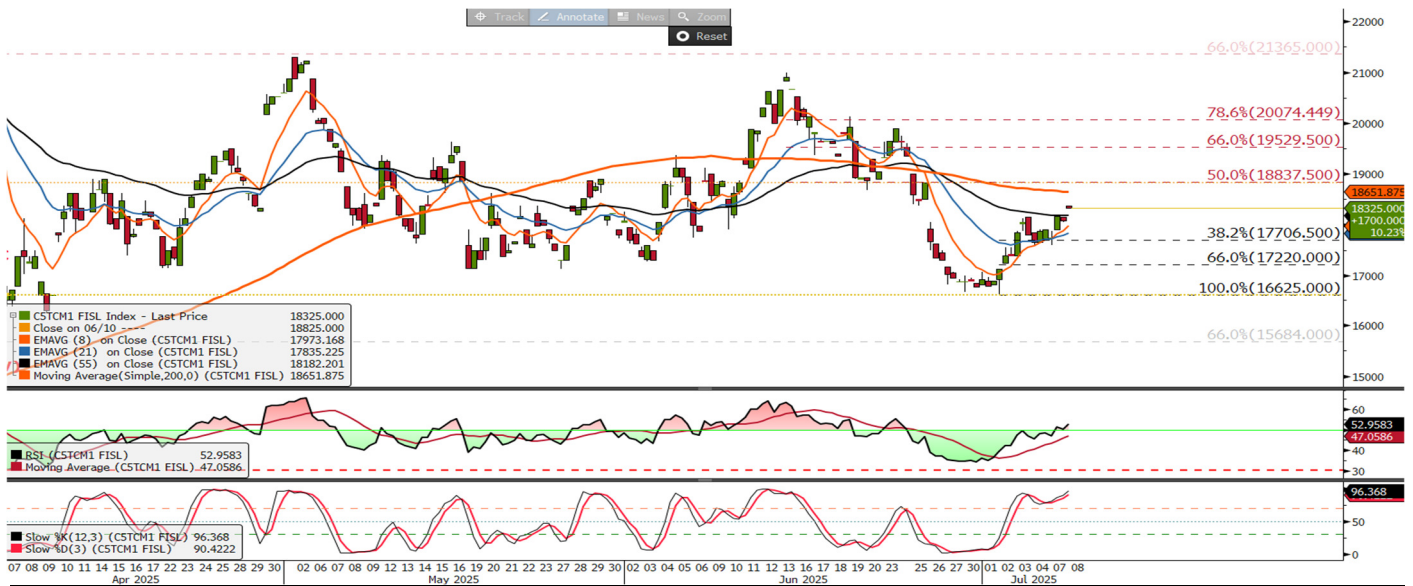 Track Annotate News Zoom
Reset
22000
66.0%(21365.000)
21000
78.6%(20074.449)
20000
66.0%(19529.500)
50.0%(18837.500)
19000
18651.875
18325.000
+1700.000
10.23%
38.2%(17706.500)
66.0%(17220.000)
17000
100.0%(16625.000)
16000
66.0%(15684.000)
15000
C5TCM1 FISL Index - Last Price 18325.000
Close on 06/10 ---- 18825.000
EMAVG (8) on Close (C5TCM1 FISL) 17973.168
EMAVG (21) on Close (C5TCM1 FISL) 17835.225
EMAVG (55) on Close (C5TCM1 FISL) 18182.201
Moving Average(Simple,200,0) (C5TCM1 FISL) 18651.875
60
52.9583
47.0586
40
30
RSI (C5TCM1 FISL) 52.9583
Moving Average (C5TCM1 FISL) 47.0586
96.368
50
0
Slow %K(12,3) (C5TCM1 FISL) 96.368
Slow %D(3) (C5TCM1 FISL) 90.4222
07 08 09 10 11 14 15 16 17 22 23 24 25 28 29 30 02 06 07 08 09 12 13 14 15 16 19 20 21 22 23 27 28 29 30 02 03 04 05 06 09 10 11 12 13 16 17 18 19 20 23 25 26 27 30 01 02 03 04 07 08
Apr 2025 May 2025 Jun 2025 Jul 2025